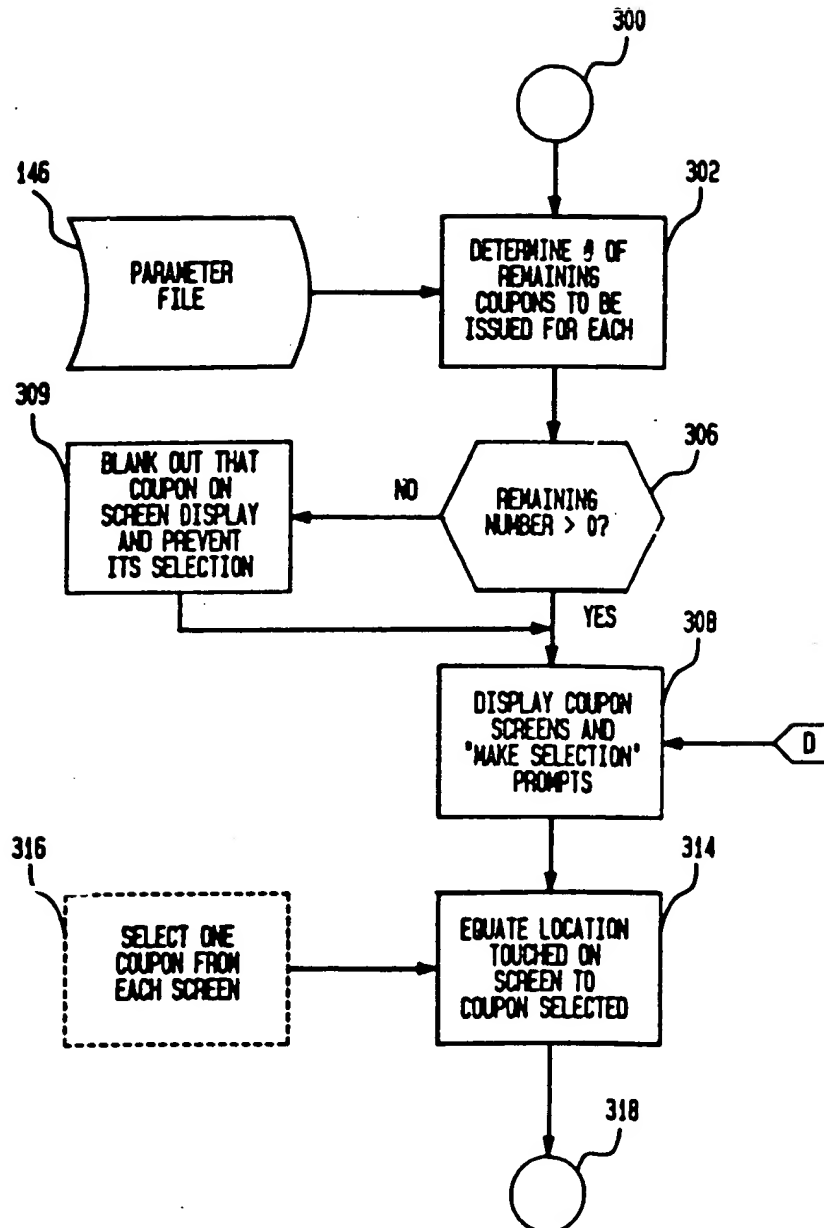 300
146
302
PARAMETER
FILE
DETERMINE # OF
REMAINING
COUPONS TO BE
ISSUED FOR EACH
309
306
BLANK OUT THAT
COUPON ON
SCREEN DISPLAY
AND PREVENT
ITS SELECTION
NO
REMAINING
NUMBER > 0?
YES
308
DISPLAY COUPON
SCREENS AND
"MAKE SELECTION"
PROMPTS
D
316
314
SELECT ONE
COUPON FROM
EACH SCREEN
EQUATE LOCATION
TOUCHED ON
SCREEN TO
COUPON SELECTED
318